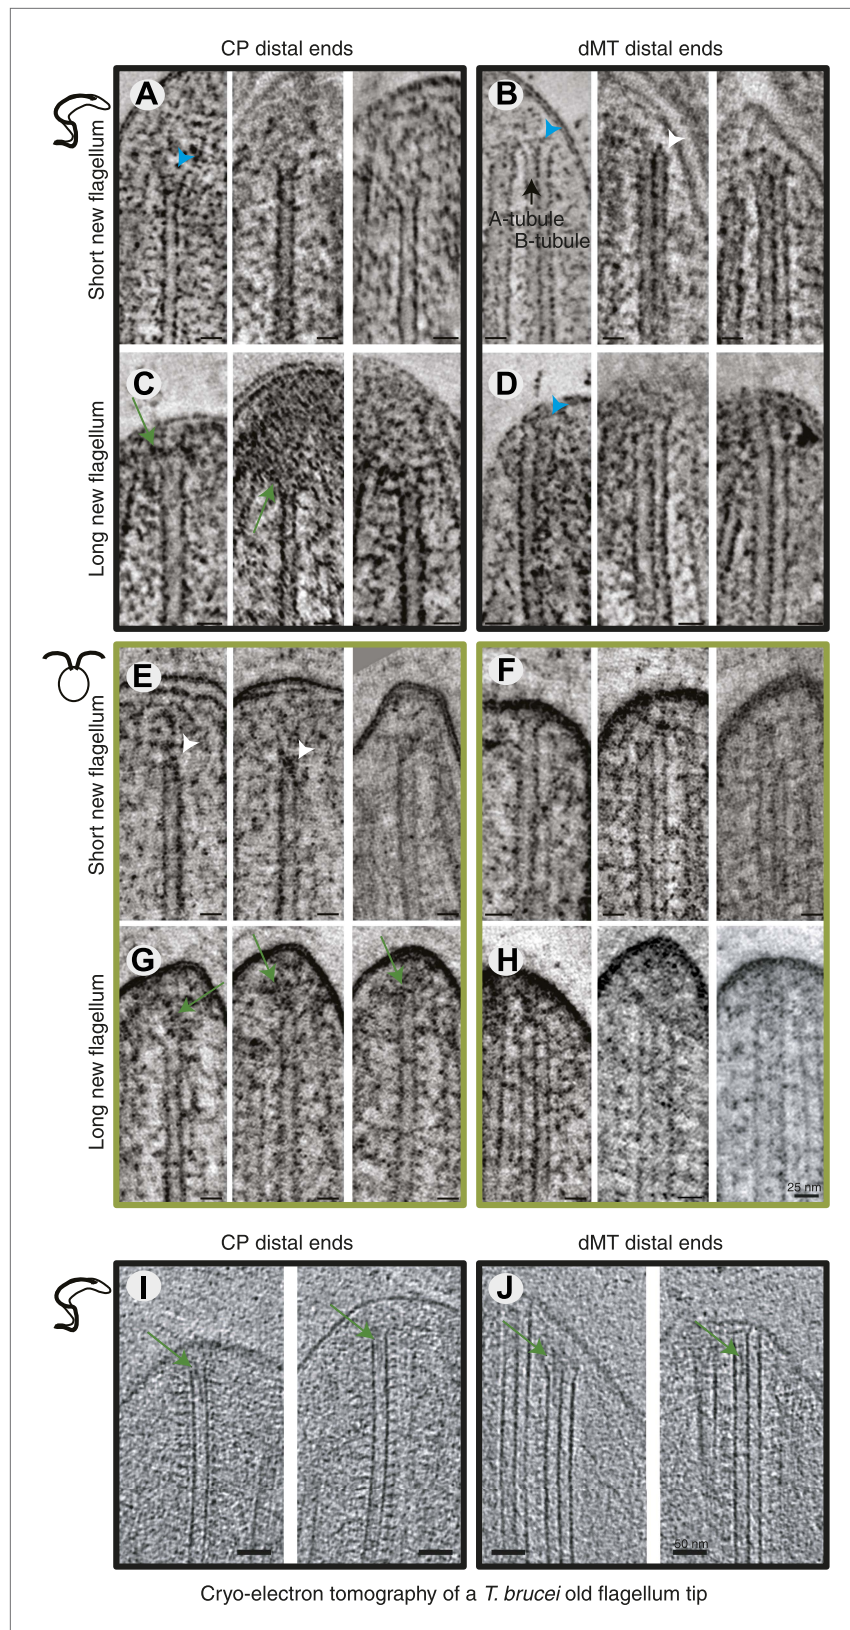 CP distal ends
dMT distal ends
Short new flagellum
A
B
A-tubule
B-tubule
Long new flagellum
C
D
Short new flagellum
E
F
Long new flagellum
G
H
25 nm
CP distal ends
dMT distal ends
I
J
50 nm
Cryo-electron tomography of a T. brucei old flagellum tip